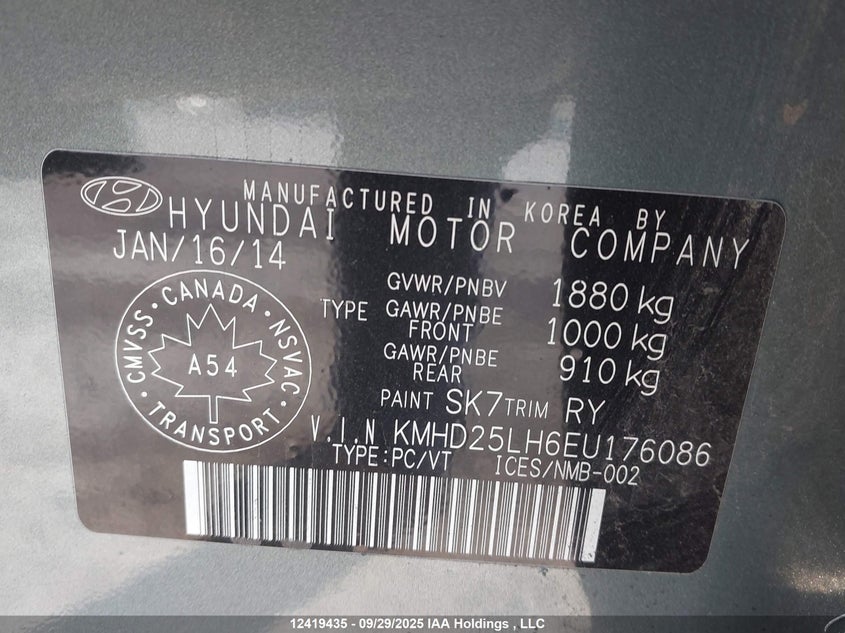 MANUFACTURED IN KOREA BY
HYUNDAI MOTOR COMPANY
JAN/16/14
GVWR/PNBV 1880 kg
TYPE GAWR/PNBE FRONT 1000 kg
GAWR/PNBE REAR 910 kg
PAINT SK7 TRIM RY
V.I.N KMHD25LH6EU176086
TYPE:PC/VT ICES/NMB-002
CMVSS · CANADA · NSVAC · TRANSPORT ·
A54
12419435 - 09/29/2025 IAA Holdings , LLC